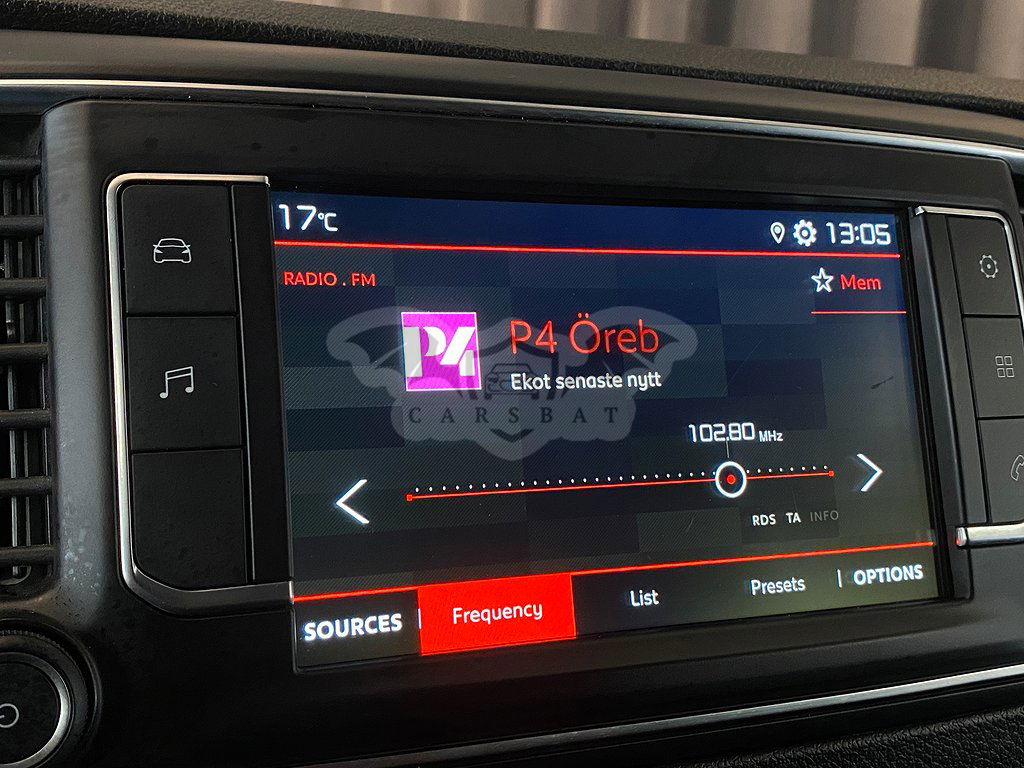 17°C
13:05
RADIO . FM
Mem
P4
P4 Öreb
Ekot senaste nytt
CARSBAT
102.80 MHz
RDS TA INFO
SOURCES Frequency List Presets OPTIONS